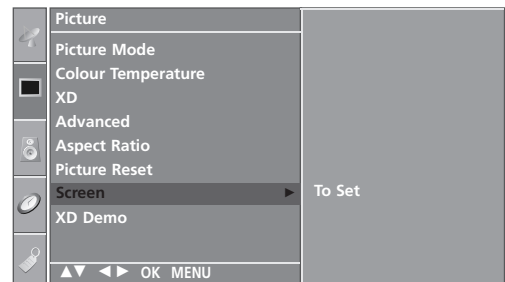 Picture
Picture Mode
Colour Temperature
XD
Advanced
Aspect Ratio
Picture Reset
Screen ► To Set
XD Demo
▲▼ ◄► OK MENU